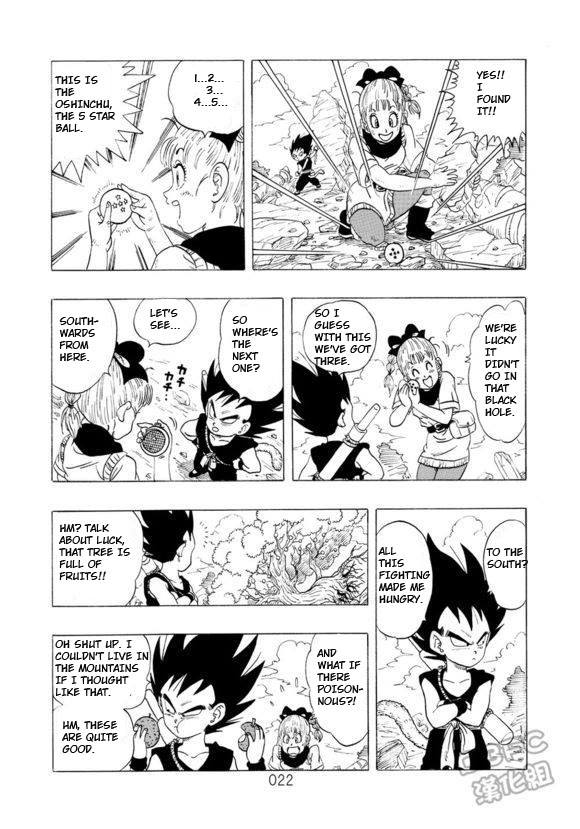 YES!!
I
FOUND
IT!!
1...2...
3...
4...5...
THIS IS
THE
OSHINCHU,
THE 5 STAR
BALL.
WE'RE
LUCKY
IT
DIDN'T
GO IN
THAT
BLACK
HOLE.
SO I
GUESS
WITH THIS
WE'VE GOT
THREE.
SO
WHERE'S
THE
NEXT
ONE?
LET'S
SEE...
カチ
カチ
SOUTH-
WARDS
FROM
HERE.
TO THE
SOUTH?
ALL
THIS
FIGHTING
MADE ME
HUNGRY.
HM? TALK
ABOUT LUCK,
THAT TREE IS
FULL OF
FRUITS!!
AND
WHAT IF
THERE
POISON-
NOUS?!
OH SHUT UP. I
COULDN'T LIVE IN
THE MOUNTAINS
IF I THOUGHT
LIKE THAT.
HM, THESE
ARE QUITE
GOOD.
022
漢化組